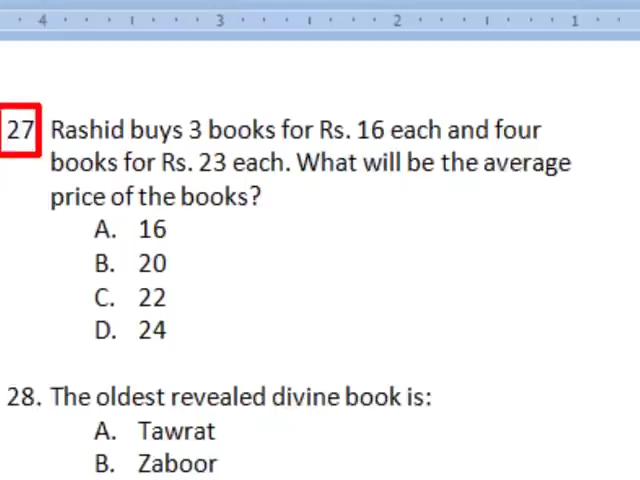 4 3 2 1
27 Rashid buys 3 books for Rs. 16 each and four
books for Rs. 23 each. What will be the average
price of the books?
A. 16
B. 20
C. 22
D. 24
28. The oldest revealed divine book is:
A. Tawrat
B. Zaboor